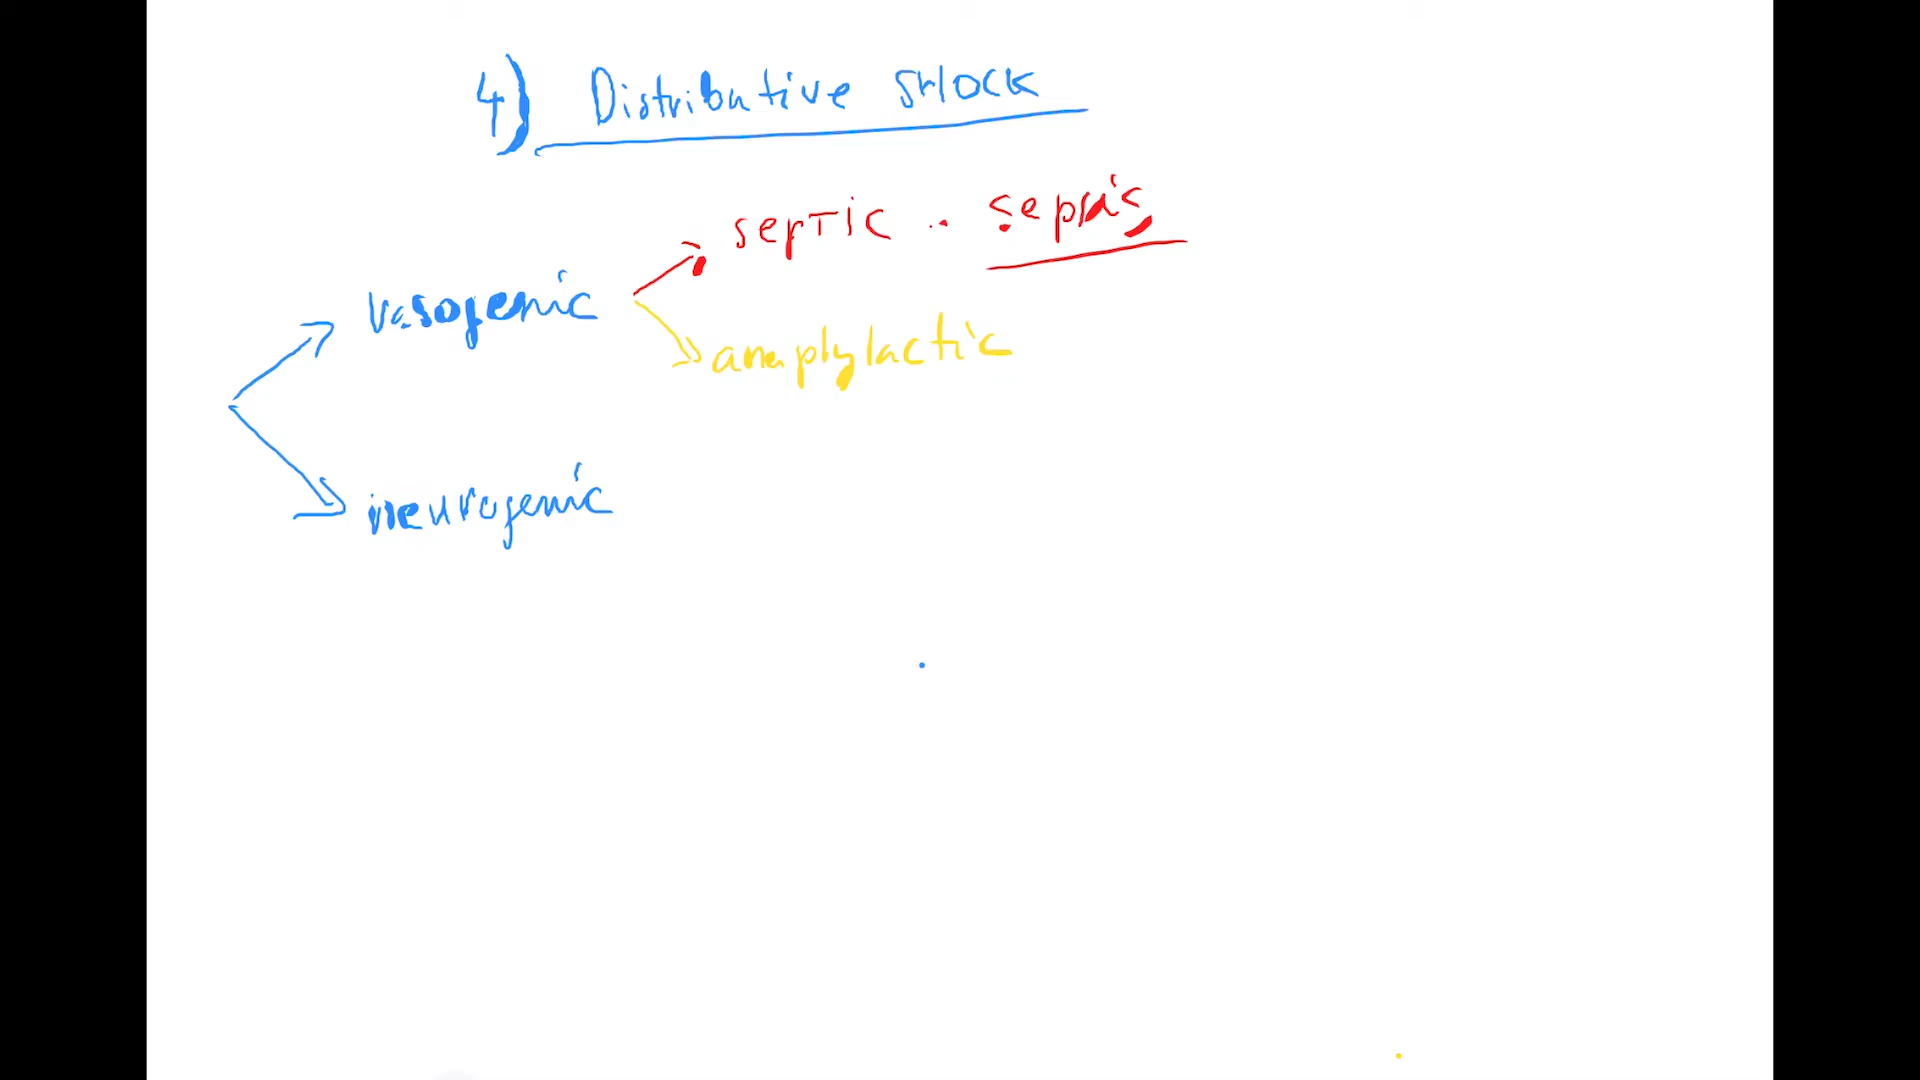 4) Distributive SHOCK
septic .. sepsis
vasogenic
anaphylactic
neurogenic